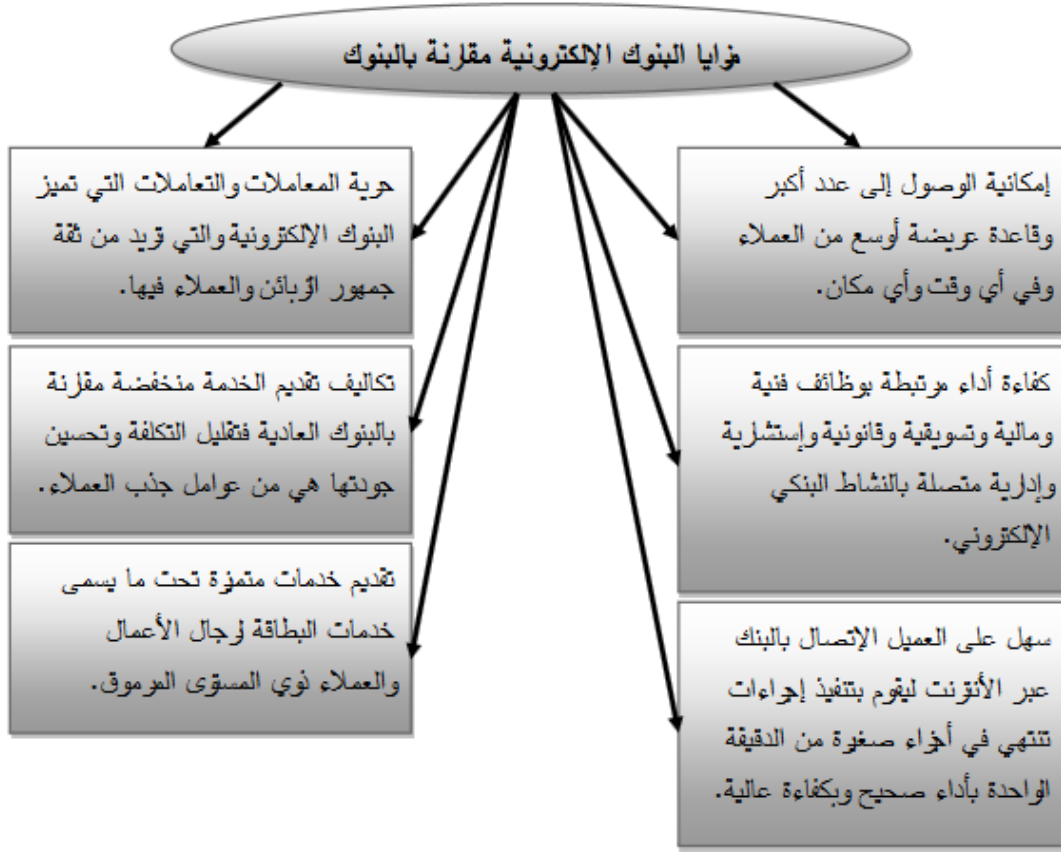 مزايا البنوك الإلكترونية مقارنة بالبنوك
إمكانية الوصول إلى عدد أكبر
وقاعدة عريضة أوسع من العملاء
وفي أي وقت وأي مكان.
كفاءة أداء مرتبطة بوظائف فنية
ومالية وتسويقية وقانونية وإستشارية
وإدارية متصلة بالنشاط البنكي
الإلكتروني.
سهل على العميل الإتصال بالبنك
عبر الأنترنت ليقوم بتنفيذ إجراءات
تنتهي في أجزاء صغيرة من الدقيقة
الواحدة بأداء صحيح وبكفاءة عالية.
حرية المعاملات والتعاملات التي تميز
البنوك الإلكترونية والتي تزيد من ثقة
جمهور الزبائن والعملاء فيها.
تكاليف تقديم الخدمة منخفضة مقارنة
بالبنوك العادية فتقليل التكلفة وتحسين
جودتها هي من عوامل جذب العملاء.
تقديم خدمات متميزة تحت ما يسمى
خدمات البطاقة لرجال الأعمال
والعملاء ذوي المستوى المرموق.